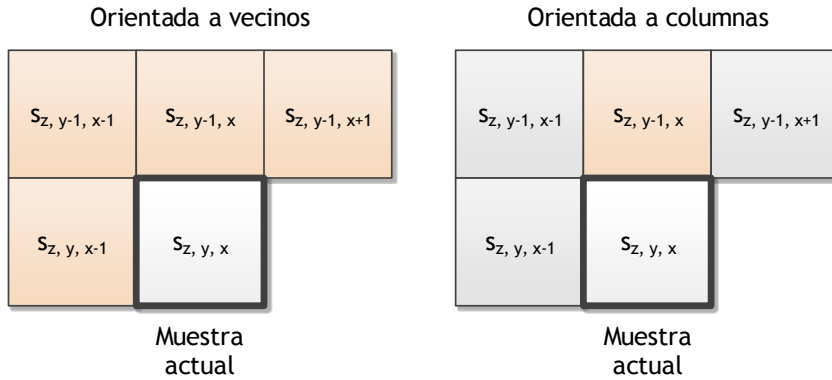 Orientada a vecinos
Orientada a columnas
Sz, y-1, x-1
Sz, y-1, x
Sz, y-1, x+1
Sz, y-1, x-1
Sz, y-1, x
Sz, y-1, x+1
Sz, y, x-1
Sz, y, x
Sz, y, x-1
Sz, y, x
Muestra
actual
Muestra
actual